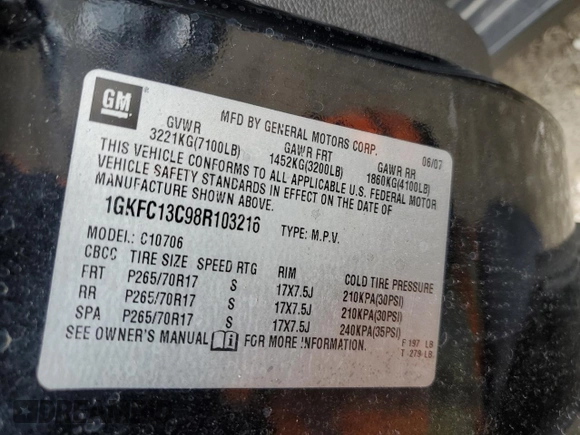 GM
MFD BY GENERAL MOTORS CORP. 06/07
GVWR GAWR FRT GAWR RR
3221KG(7100LB) 1452KG(3200LB) 1860KG(4100LB)
THIS VEHICLE CONFORMS TO ALL APPLICABLE U.S. FEDERAL MOTOR
VEHICLE SAFETY STANDARDS IN EFFECT ON THE DATE OF
MANUFACTURE SHOWN ABOVE.
1GKFC13C98R103216 TYPE: M.P.V.
MODEL: C10706
CBCC TIRE SIZE SPEED RTG RIM COLD TIRE PRESSURE
FRT P265/70R17 S 17X7.5J 210KPA(30PSI)
RR P265/70R17 S 17X7.5J 210KPA(30PSI)
SPA P265/70R17 S 17X7.5J 240KPA(35PSI)
SEE OWNER'S MANUAL FOR MORE INFORMATION.
F 197 LB
T 279 LB